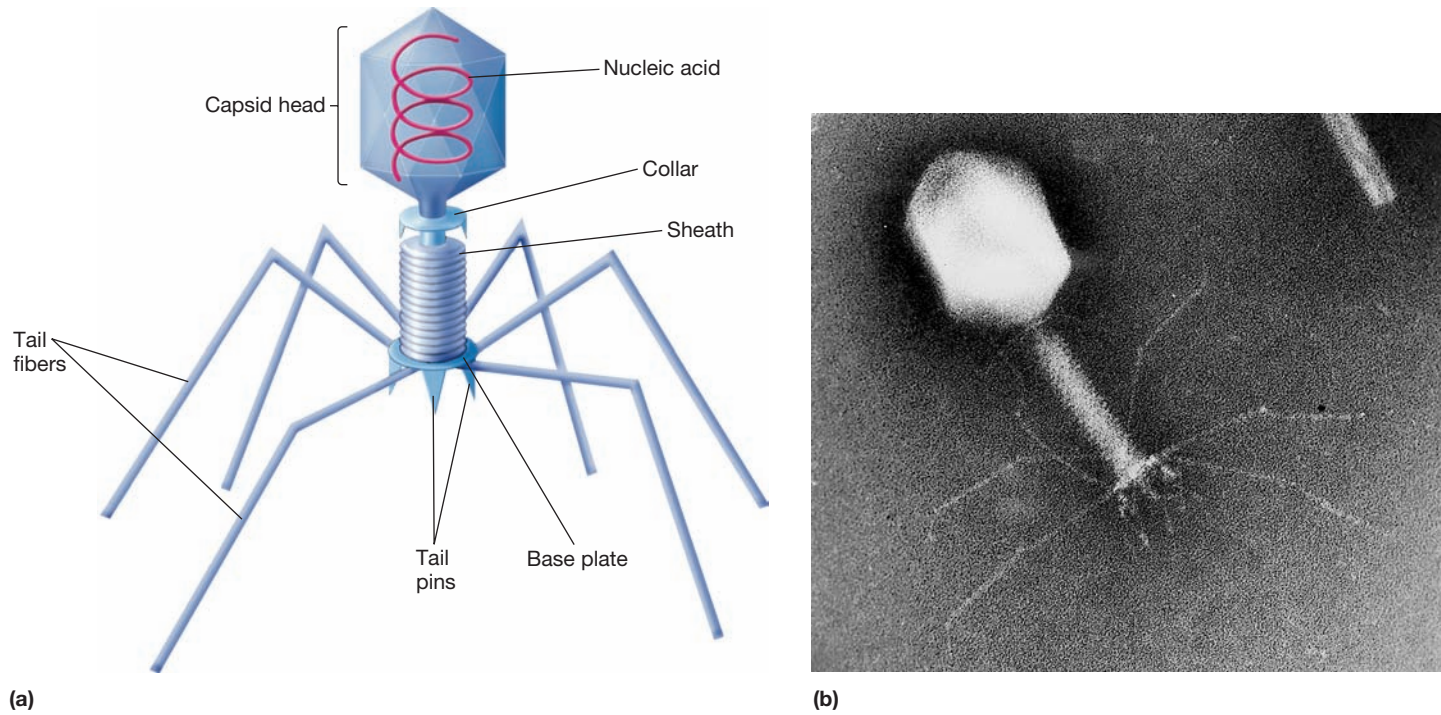 Nucleic acid
Capsid head
Collar
Sheath
Tail
fibers
Tail
pins
Base plate
(a)
(b)